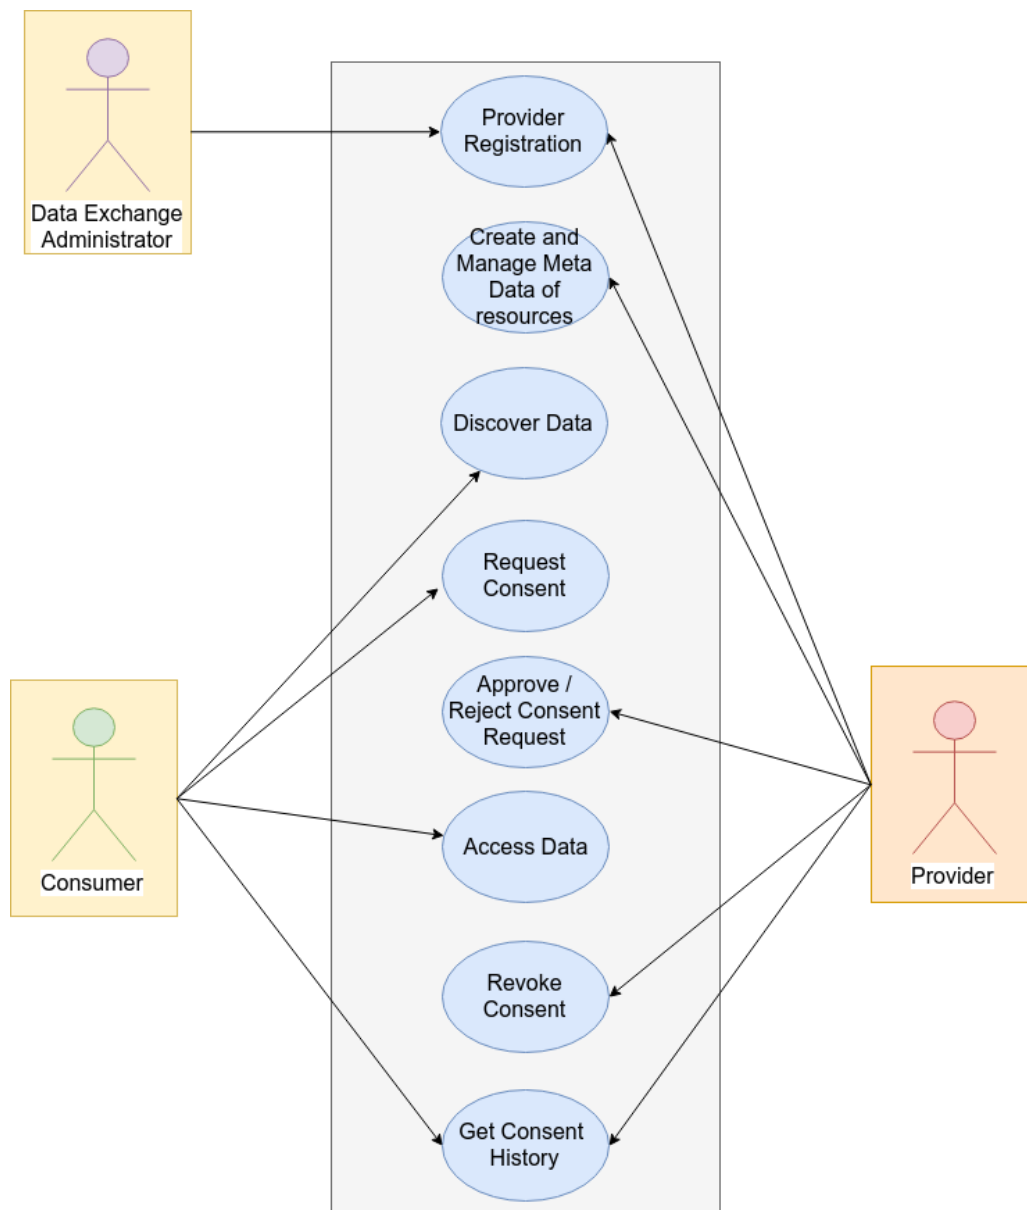 Data Exchange
Administrator
Provider
Registration
Create and
Manage Meta
Data of
resources
Discover Data
Request
Consent
Approve /
Reject Consent
Request
Access Data
Revoke
Consent
Get Consent
History
Consumer
Provider